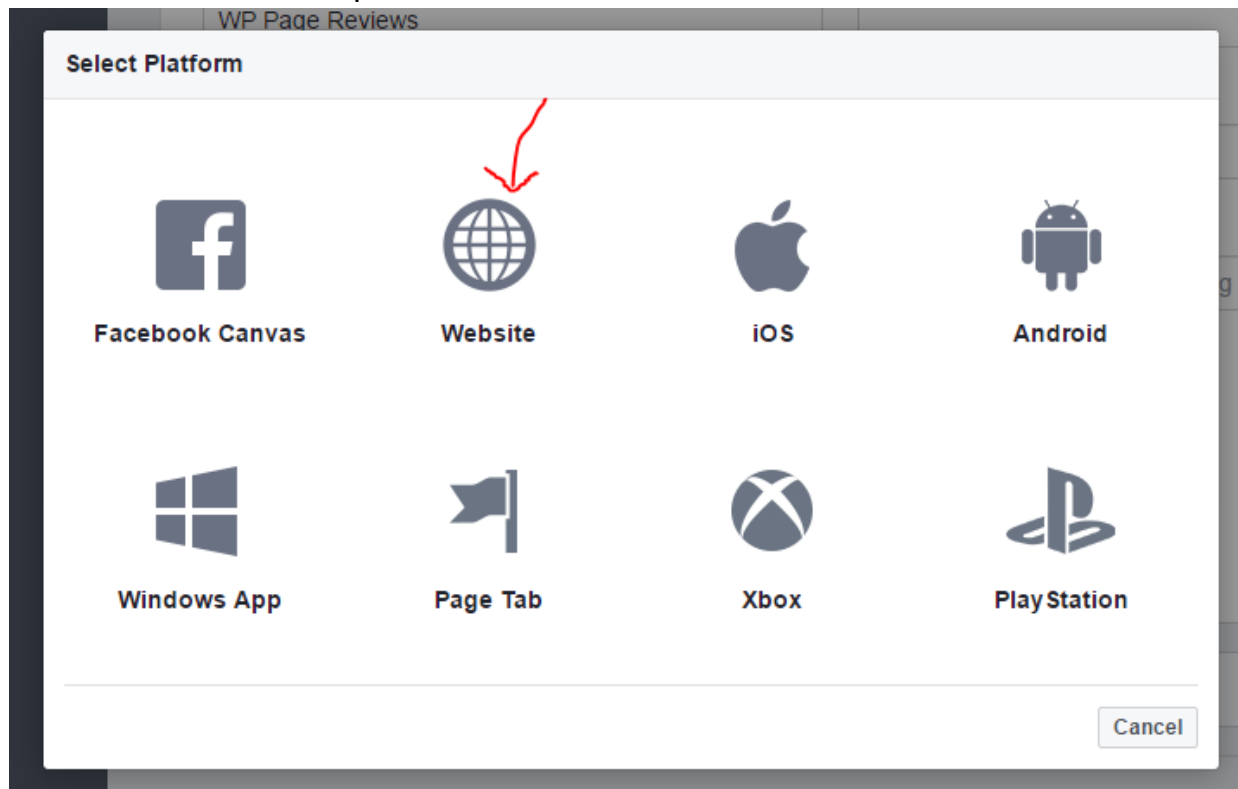 WP Page Reviews
Select Platform
Facebook Canvas Website iOS Android
Windows App Page Tab Xbox PlayStation
Cancel